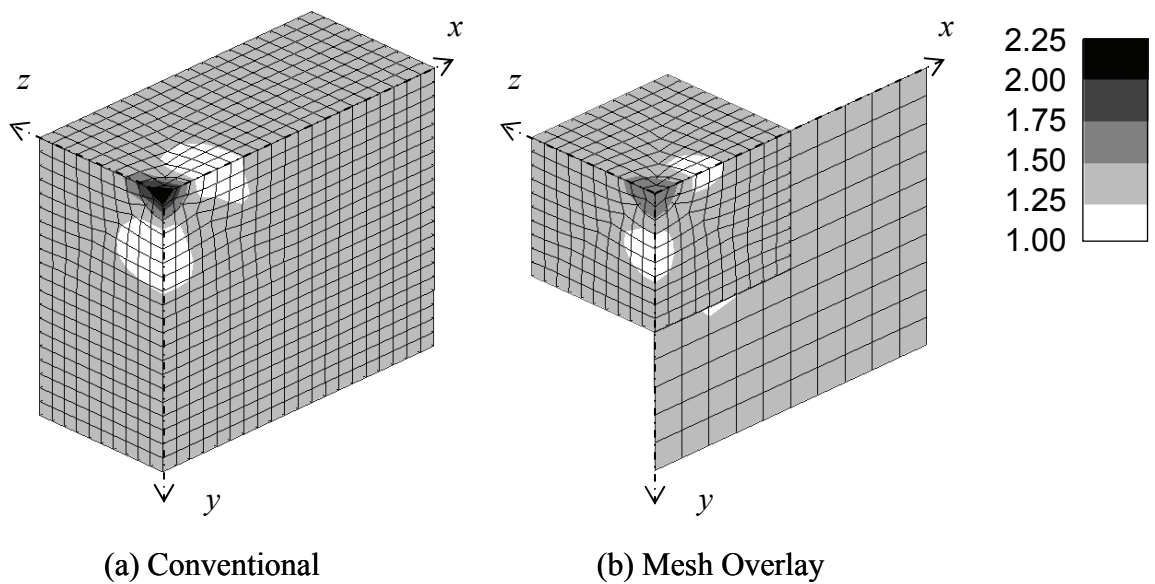 x
x
z
z
2.25
2.00
1.75
1.50
1.25
1.00
y
y
(a) Conventional
(b) Mesh Overlay